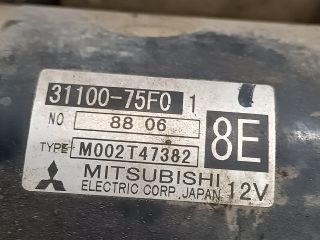 31100-75F0 1
NO 88 06
8E
TYPE M002T47382
MITSUBISHI
ELECTRIC CORP. JAPAN 12V